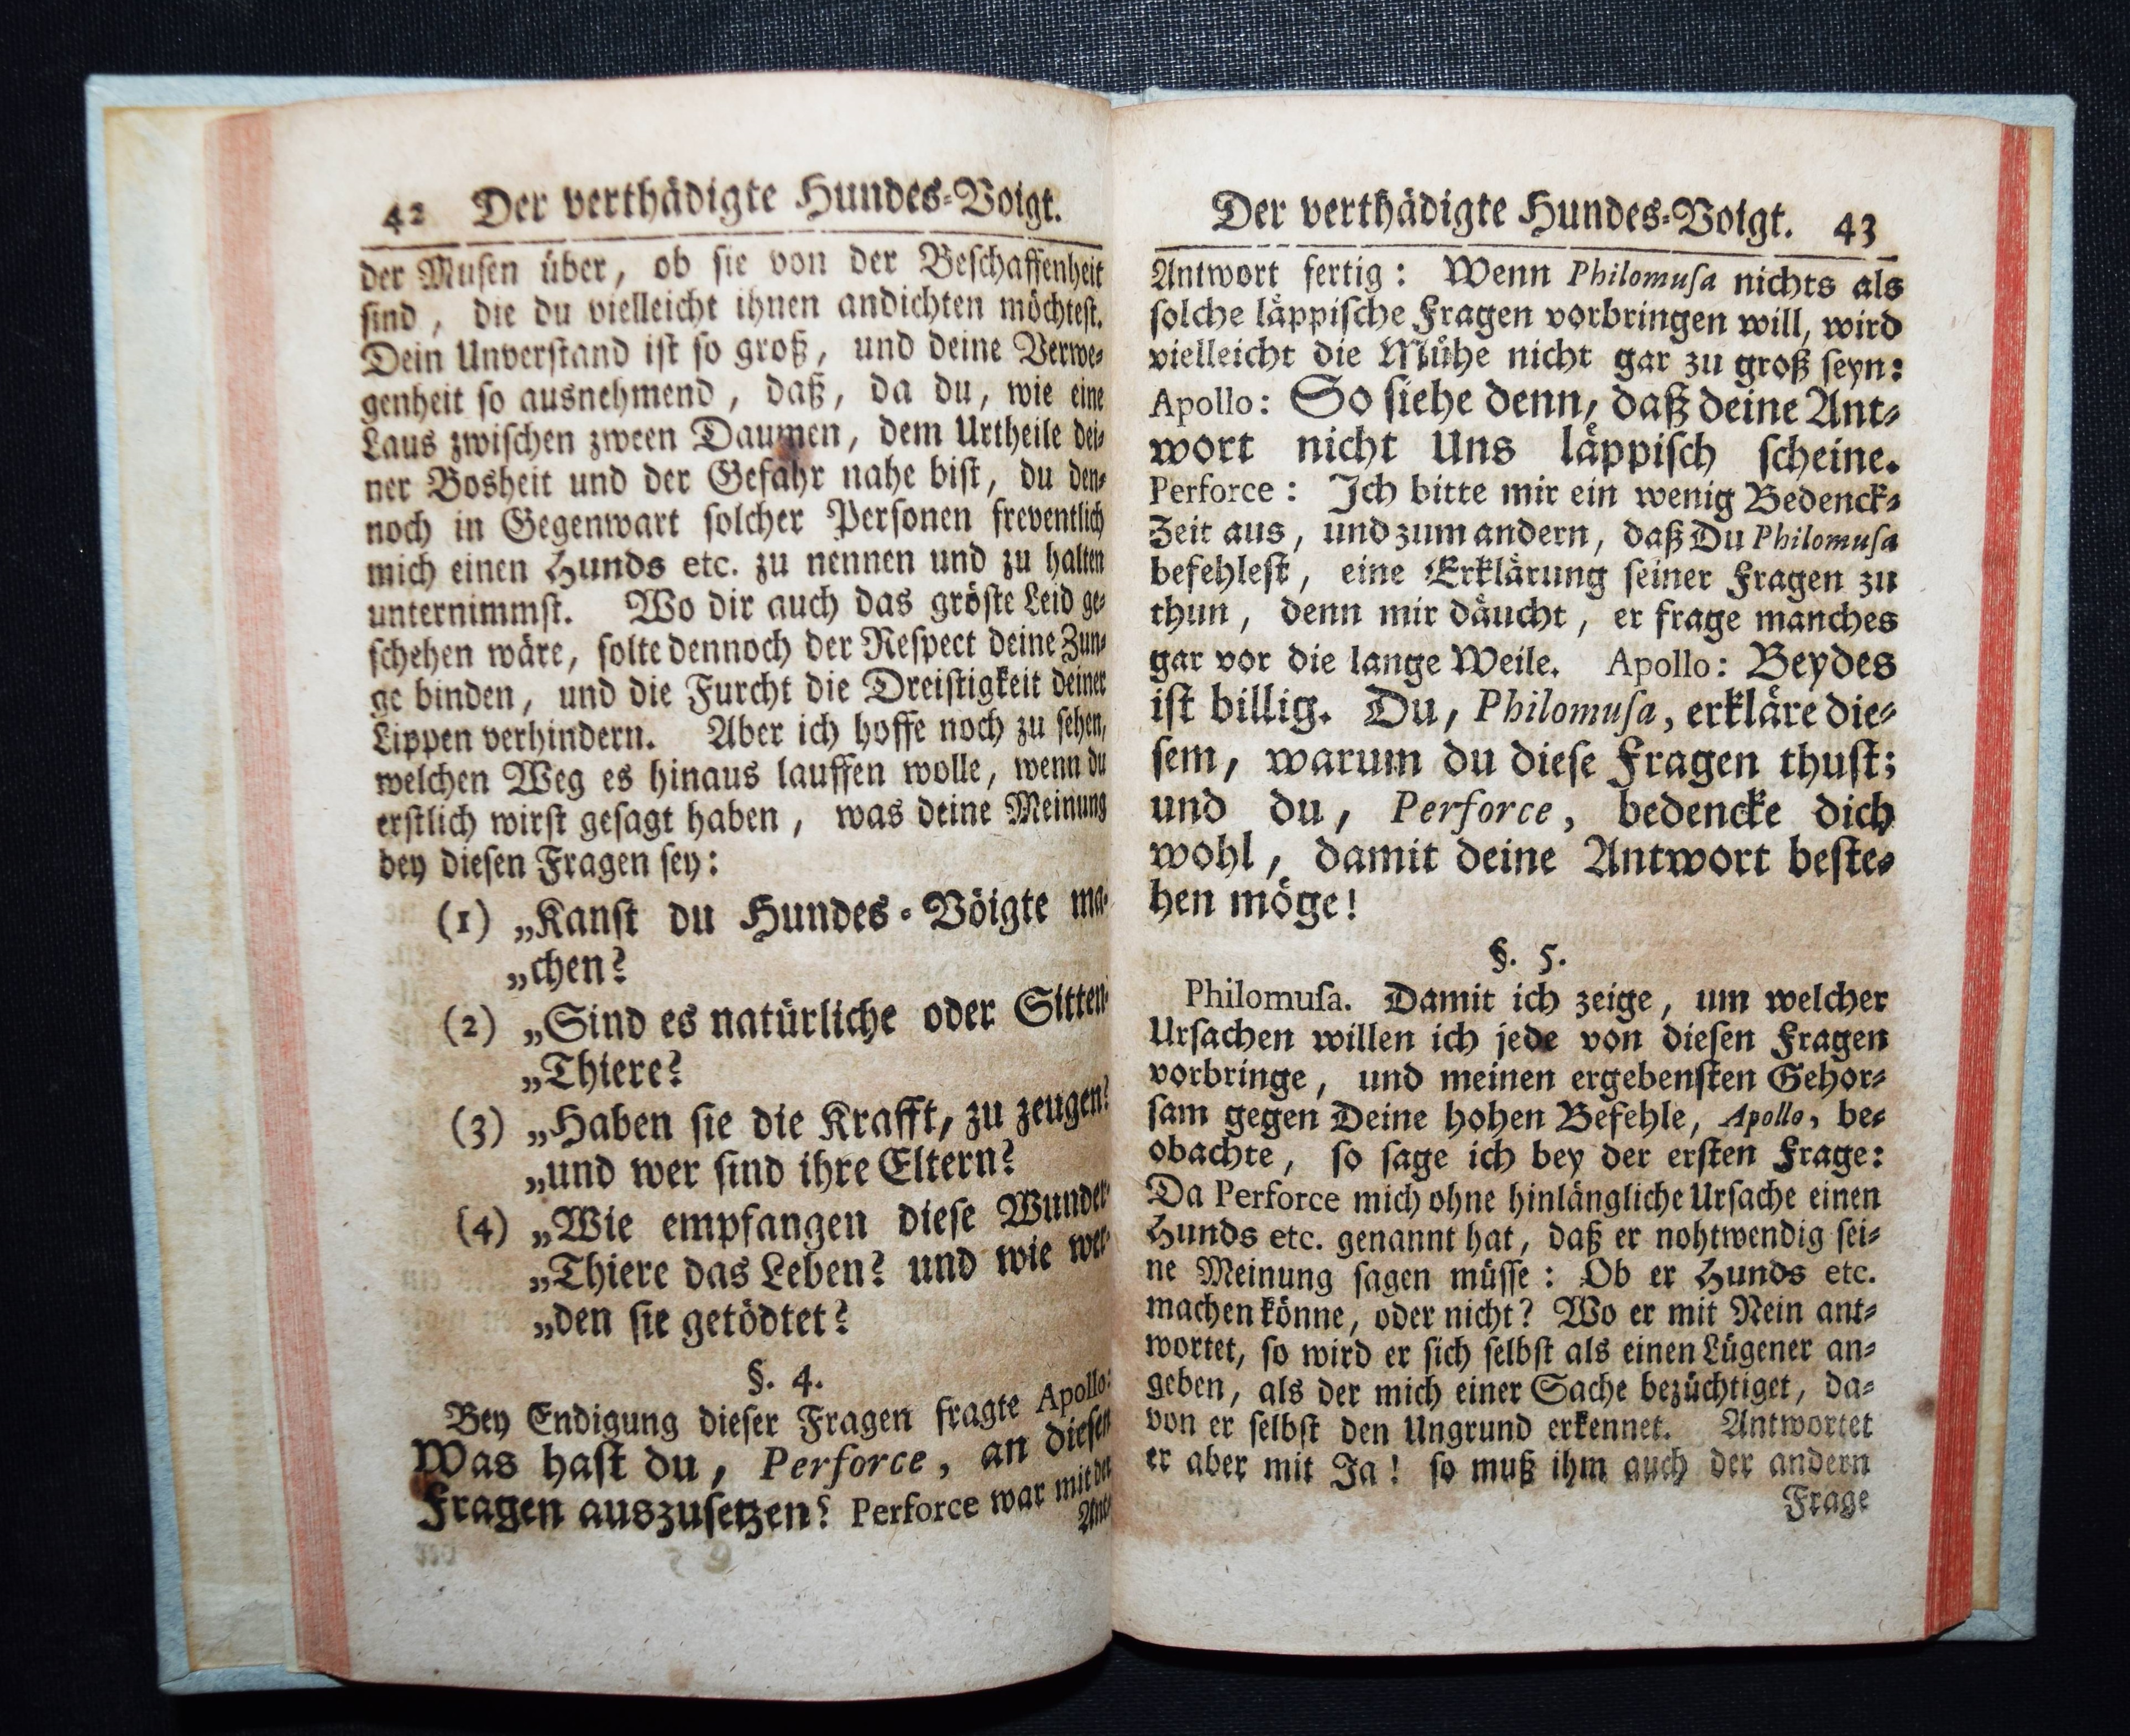 42 Der verthädigte Hundes-Voigt.
der Musen über, ob sie von der Beschaffenheit
sind, die du vielleicht ihnen andichten möchtest.
Dein Unverstand ist so groß, und deine Verwe-
genheit so ausnehmend, daß, da du, wie eine
Laus zwischen zween Daumen, dem Urtheile dei-
ner Bosheit und der Gefahr nahe bist, du den-
noch in Gegenwart solcher Personen freventlich
mich einen Hunds etc. zu nennen und zu halten
unternimmst. Wo dir auch das gröste Leid ge-
schehen wäre, solte dennoch der Respect deine Zun-
ge binden, und die Furcht die Dreistigkeit deiner
Lippen verhindern. Aber ich hoffe noch zu sehen,
welchen Weg es hinaus lauffen wolle, wenn du
erstlich wirst gesagt haben, was deine Meinung
bey diesen Fragen sey:
(1) „Kanst du Hundes-Vöigte ma-
„chen?
(2) „Sind es natürliche oder Sitten-
„Thiere?
(3) „Haben sie die Krafft, zu zeugen?
„und wer sind ihre Eltern?
(4) „Wie empfangen diese Wunder-
„Thiere das Leben? und wie wer-
„den sie getödtet?
§. 4.
Bey Endigung dieser Fragen fragte Apollo:
Was hast du, Perforce, an diesen
Fragen auszusetzen? Perforce war mit der
Ant-
Der verthädigte Hundes-Voigt. 43
Antwort fertig: Wenn Philomuſa nichts als
solche läppische Fragen vorbringen will, wird
vielleicht die Mühe nicht gar zu groß seyn:
Apollo: So siehe denn, daß deine Ant-
wort nicht Uns läppisch scheine.
Perforce: Ich bitte mir ein wenig Bedenck-
Zeit aus, und zum andern, daß Du Philomuſa
befehlest, eine Erklärung seiner Fragen zu
thun, denn mir däucht, er frage manches
gar vor die lange Weile. Apollo: Beydes
ist billig. Du, Philomuſa, erkläre die-
sem, warum du diese Fragen thust;
und du, Perforce, bedencke dich
wohl, damit deine Antwort beste-
hen möge!
§. 5.
Philomuſa. Damit ich zeige, um welcher
Ursachen willen ich jede von diesen Fragen
vorbringe, und meinen ergebensten Gehor-
sam gegen Deine hohen Befehle, Apollo, be-
obachte, so sage ich bey der ersten Frage:
Da Perforce mich ohne hinlängliche Ursache einen
Hunds etc. genannt hat, daß er nohtwendig sei-
ne Meinung sagen müsse: Ob er Hunds etc.
machen könne, oder nicht? Wo er mit Nein ant-
wortet, so wird er sich selbst als einen Lügener an-
geben, als der mich einer Sache bezüchtiget, da-
von er selbst den Ungrund erkennet. Antwortet
er aber mit Ja! so muß ihm auch der andern
Frage